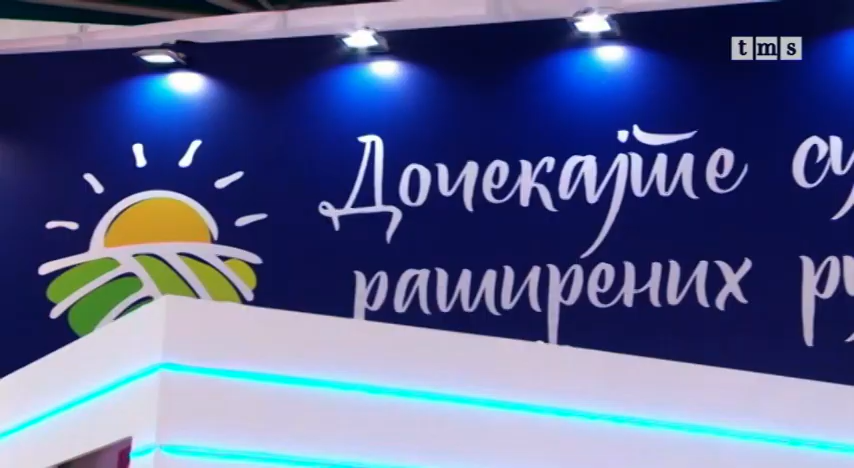 tms
Дочекајте
раширених